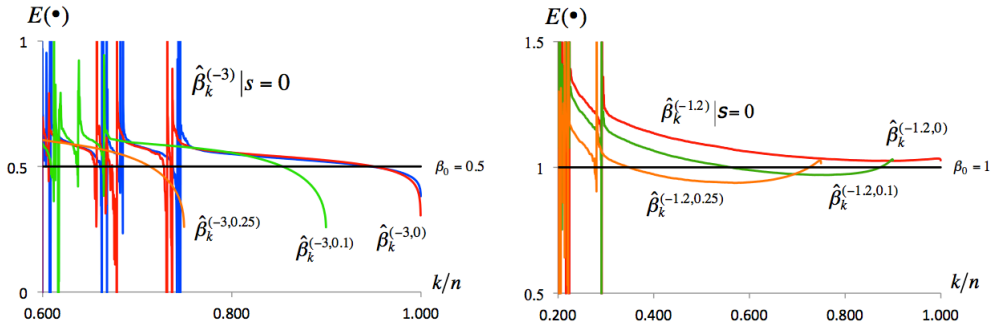 E(•)
1
β̂_k^(−3) | s = 0
0.5
β₀ = 0.5
β̂_k^(−3,0.25)
β̂_k^(−3,0.1)
β̂_k^(−3,0)
k/n
0
0.600
0.800
1.000
E(•)
1.5
β̂_k^(−1.2) | s=0
β̂_k^(−1.2,0)
1
β₀ = 1
β̂_k^(−1.2,0.25)
β̂_k^(−1.2,0.1)
k/n
0.5
0.200
0.400
0.600
0.800
1.000